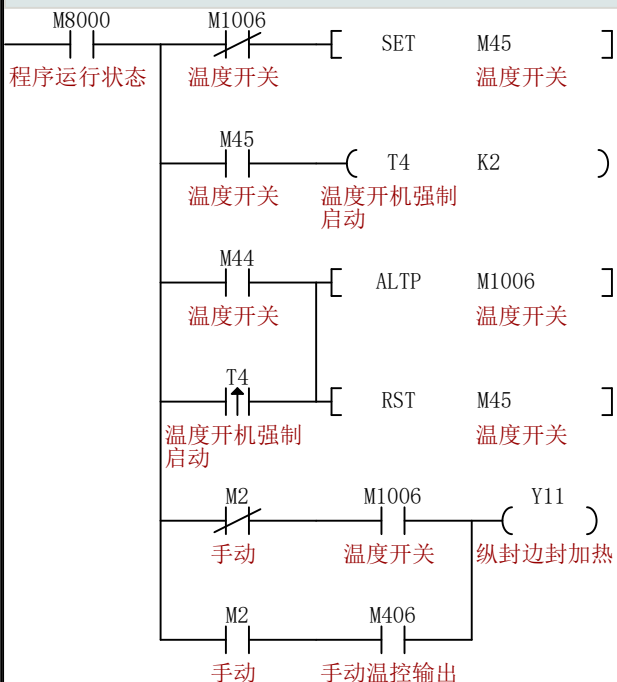 M8000 M1006
SET M45
程序运行状态 温度开关 温度开关
M45
T4 K2
温度开关 温度开机强制
启动
M44
ALTP M1006
温度开关 温度开关
T4
RST M45
温度开机强制 温度开关
启动
M2 M1006 Y11
手动 温度开关 纵封边封加热
M2 M406
手动 手动温控输出